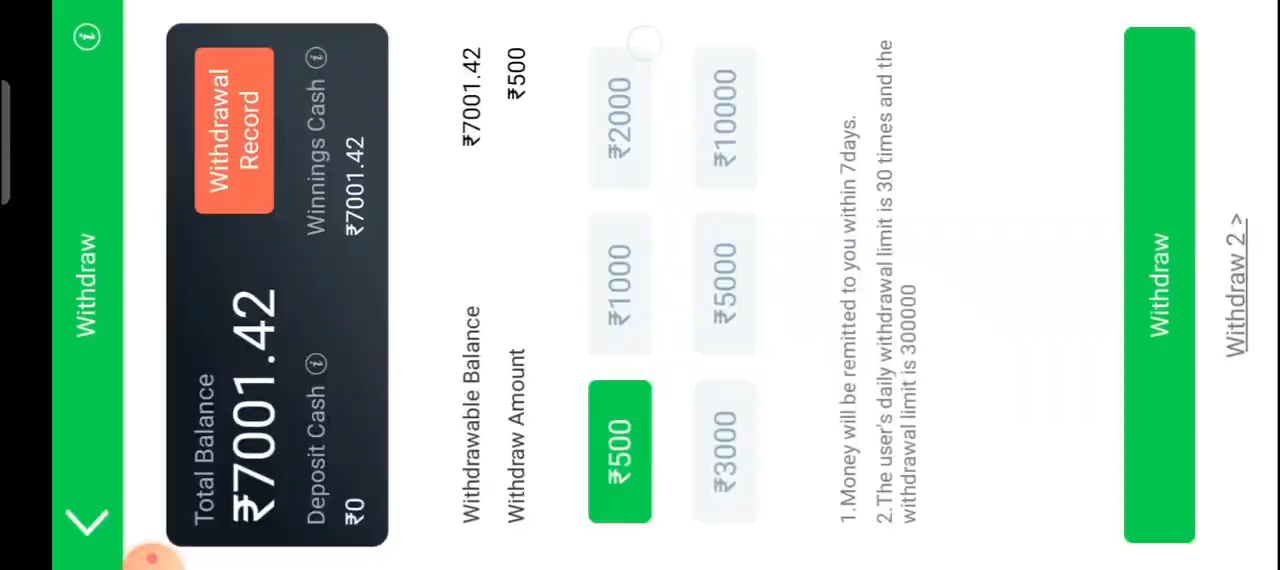 Withdraw
Total Balance
₹7001.42
Withdrawal
Record
Deposit Cash
Winnings Cash
₹0
₹7001.42
Withdrawable Balance
₹7001.42
Withdraw Amount
₹500
₹500
₹1000
₹2000
₹3000
₹5000
₹10000
1.Money will be remitted to you within 7days.
2.The user's daily withdrawal limit is 30 times and the
withdrawal limit is 300000
Withdraw
Withdraw 2 >